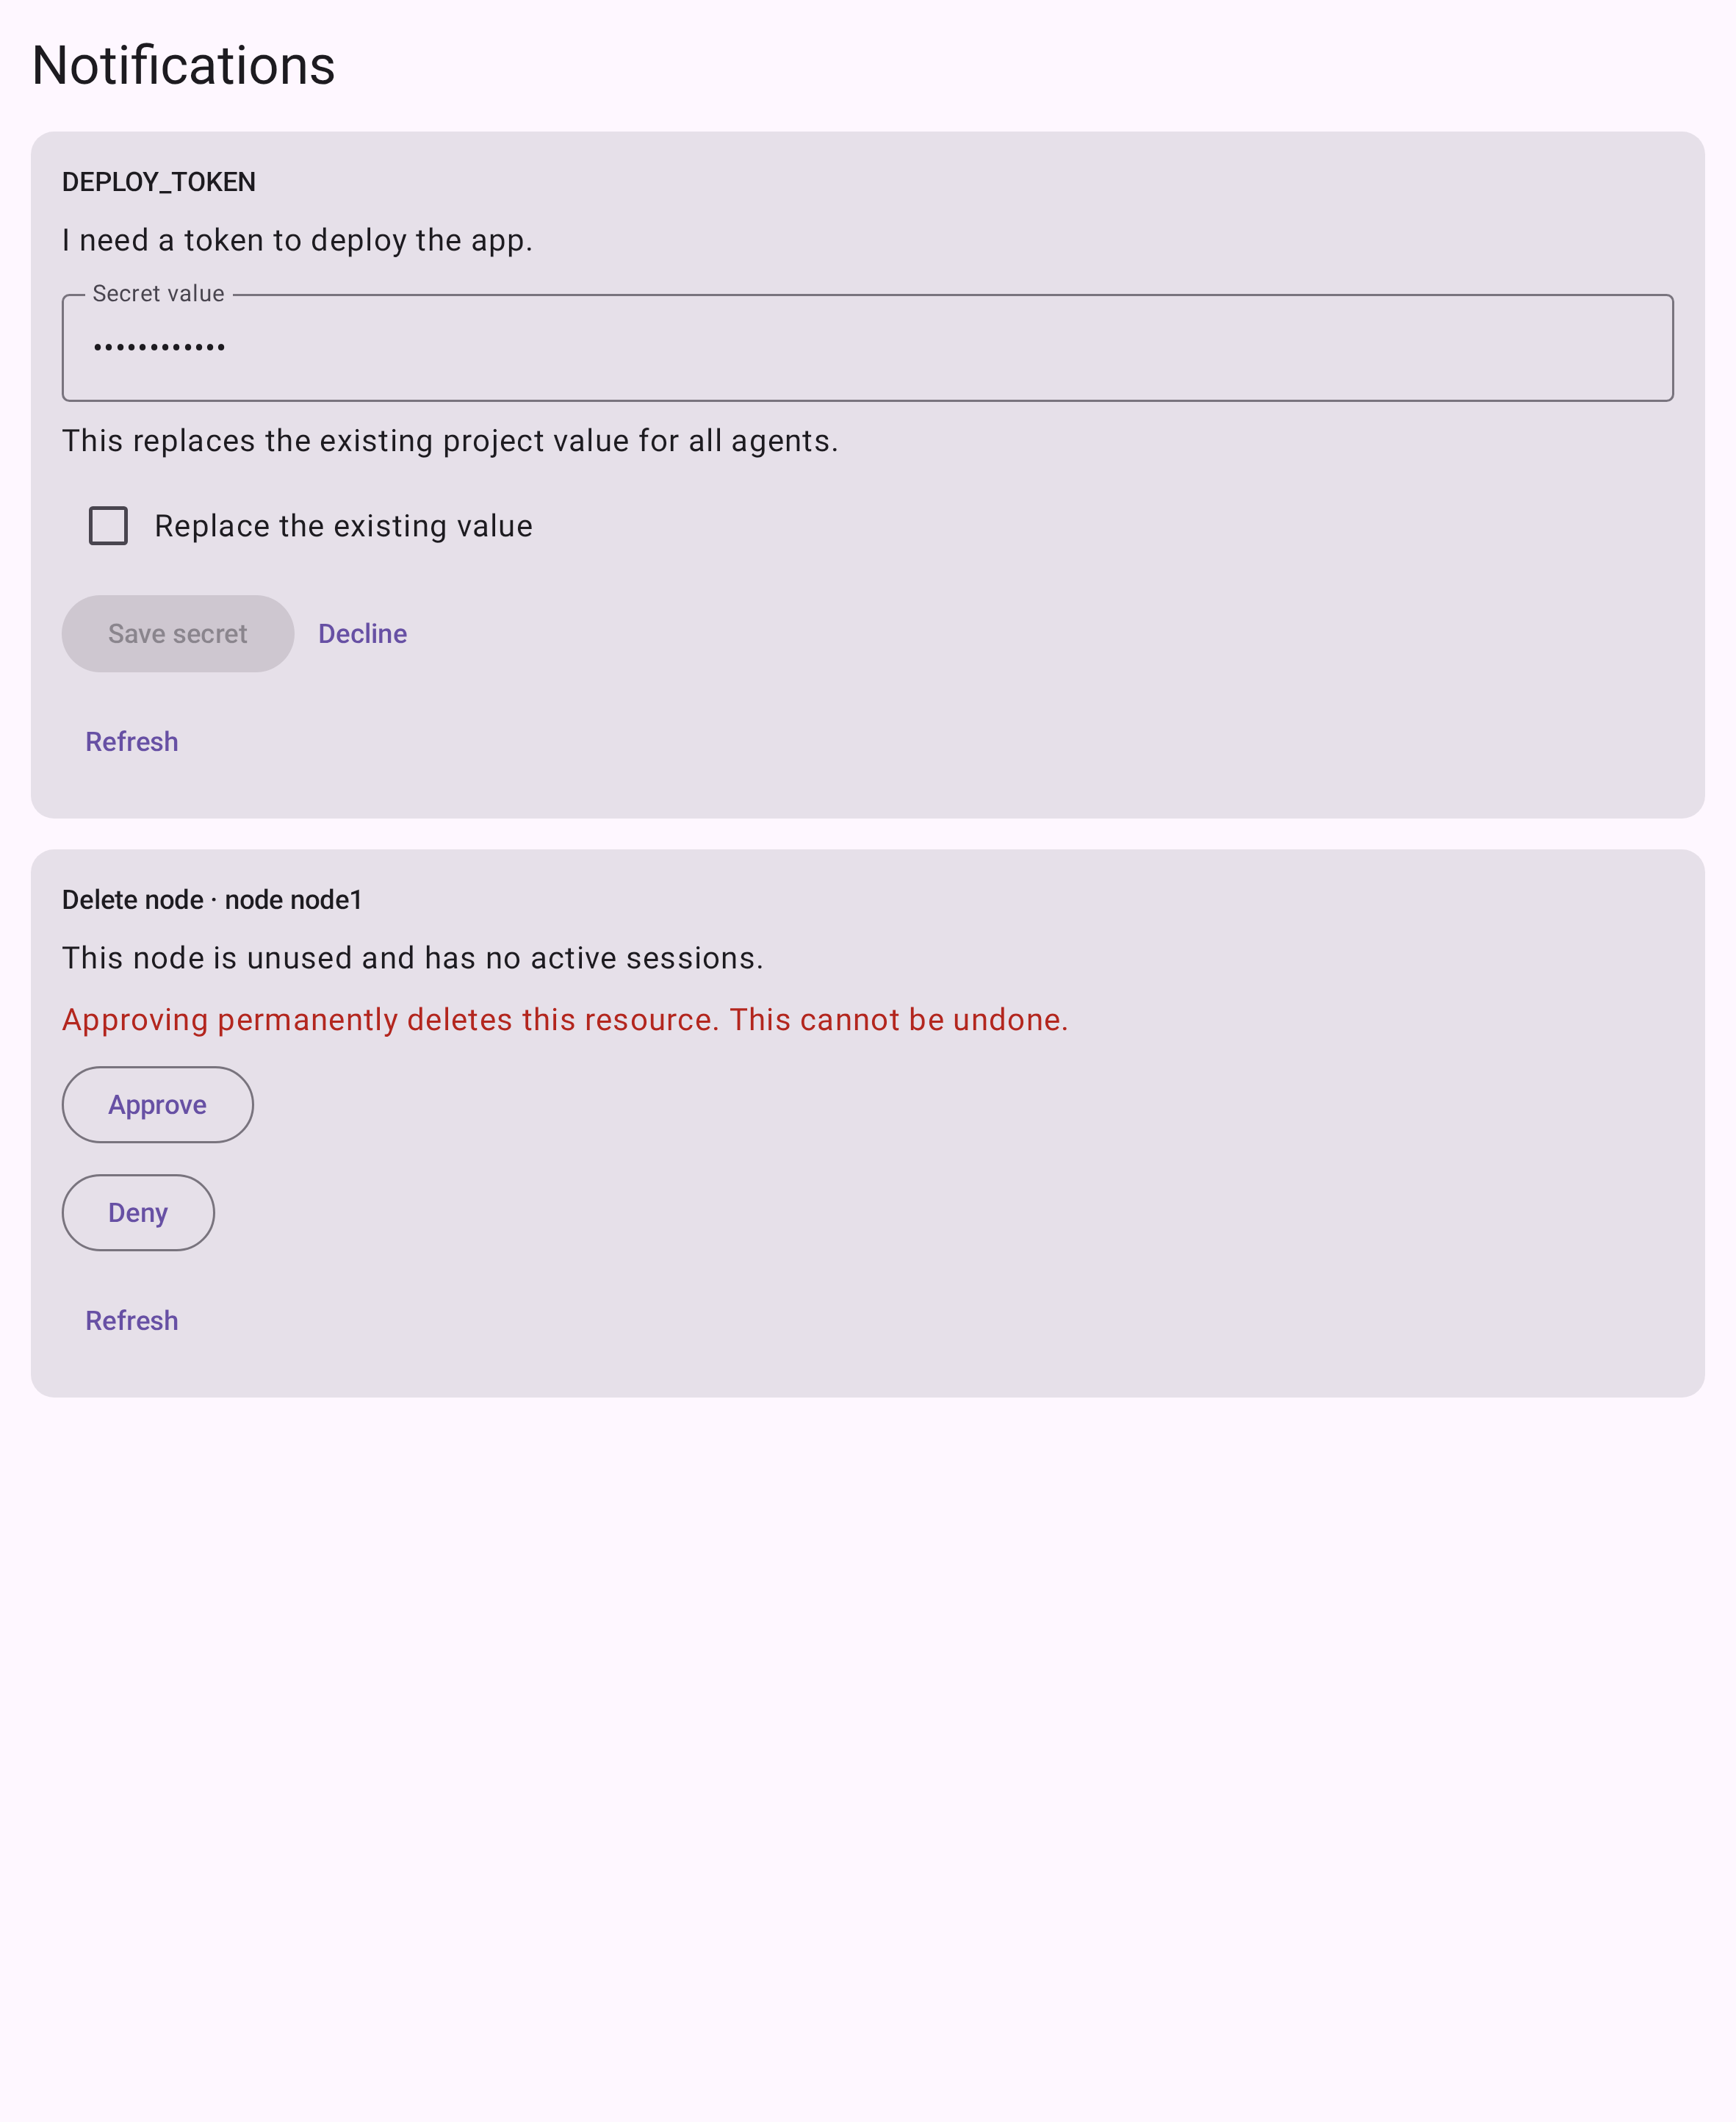 Notifications
DEPLOY_TOKEN
I need a token to deploy the app.
Secret value
••••••••••••
This replaces the existing project value for all agents.
Replace the existing value
Save secret Decline
Refresh
Delete node · node node1
This node is unused and has no active sessions.
Approving permanently deletes this resource. This cannot be undone.
Approve
Deny
Refresh